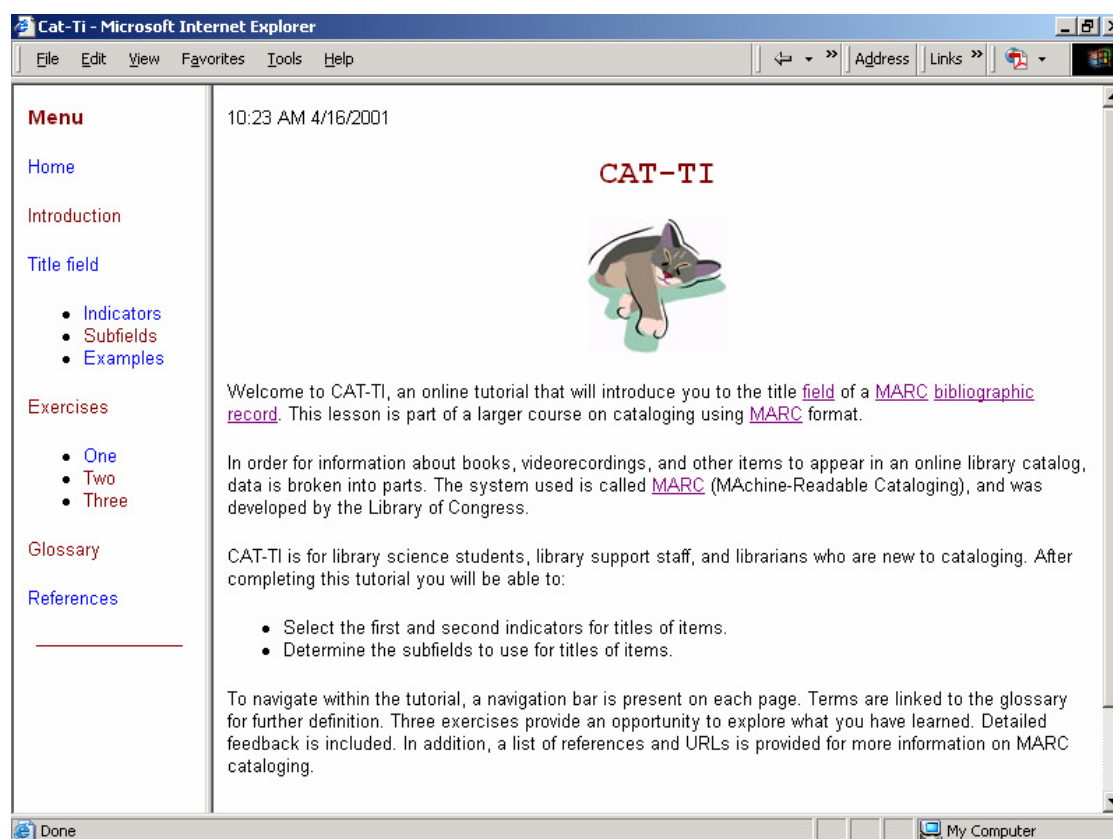 Cat-Ti - Microsoft Internet Explorer
File Edit View Favorites Tools Help
Address Links
Menu
Home
Introduction
Title field
Indicators
Subfields
Examples
Exercises
One
Two
Three
Glossary
References
10:23 AM 4/16/2001
CAT-TI
Welcome to CAT-TI, an online tutorial that will introduce you to the title field of a MARC bibliographic
record. This lesson is part of a larger course on cataloging using MARC format.
In order for information about books, videorecordings, and other items to appear in an online library catalog,
data is broken into parts. The system used is called MARC (MAchine-Readable Cataloging), and was
developed by the Library of Congress.
CAT-TI is for library science students, library support staff, and librarians who are new to cataloging. After
completing this tutorial you will be able to:
Select the first and second indicators for titles of items.
Determine the subfields to use for titles of items.
To navigate within the tutorial, a navigation bar is present on each page. Terms are linked to the glossary
for further definition. Three exercises provide an opportunity to explore what you have learned. Detailed
feedback is included. In addition, a list of references and URLs is provided for more information on MARC
cataloging.
Done
My Computer